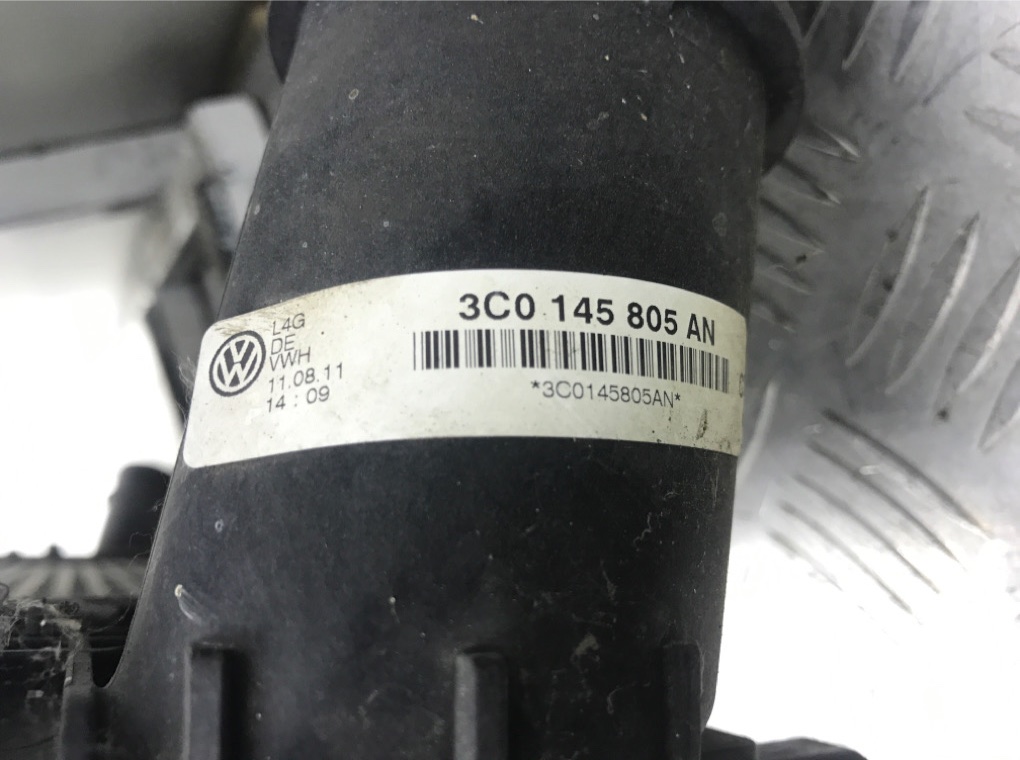 3C0 145 805 AN
*3C0145805AN*
L4G
DE
VWH
11.08.11
14 : 09